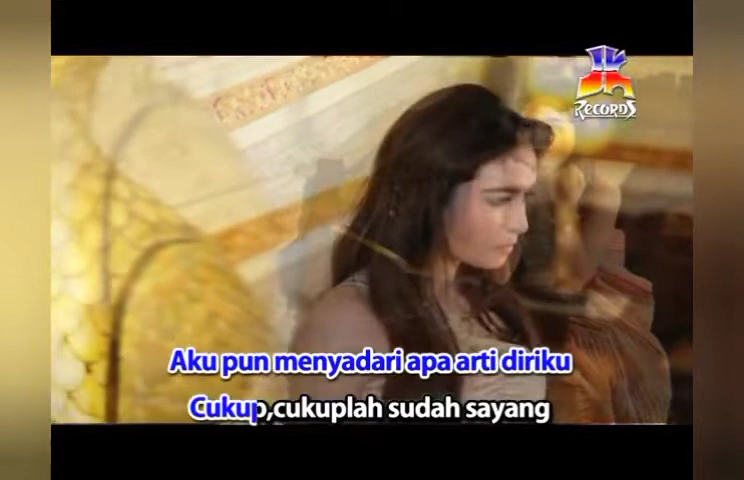 RECORDS
Aku pun menyadari apa arti diriku
Cukup,cukuplah sudah sayang